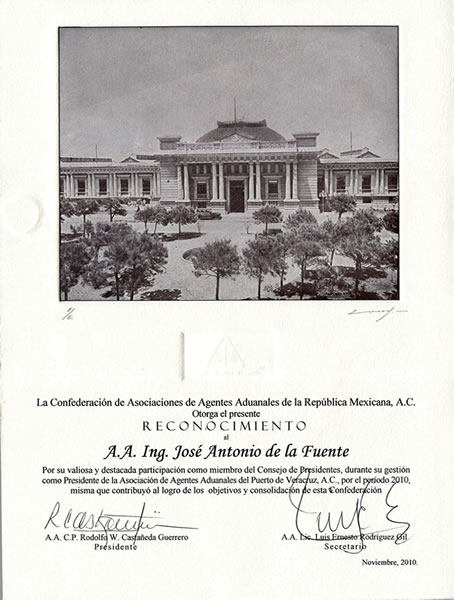 La Confederación de Asociaciones de Agentes Aduanales de la República Mexicana, A.C.
Otorga el presente
RECONOCIMIENTO
al
A.A. Ing. José Antonio de la Fuente
Por su valiosa y destacada participación como miembro del Consejo de Presidentes, durante su gestión
como Presidente de la Asociación de Agentes Aduanales del Puerto de Veracruz, A.C., por el periodo 2010,
misma que contribuyó al logro de los objetivos y consolidación de esta Confederación
A.A. C.P. Rodolfo W. Castañeda Guerrero
Presidente
A.A. Lic. Luis Ernesto Rodríguez Gil
Secretario
Noviembre, 2010.